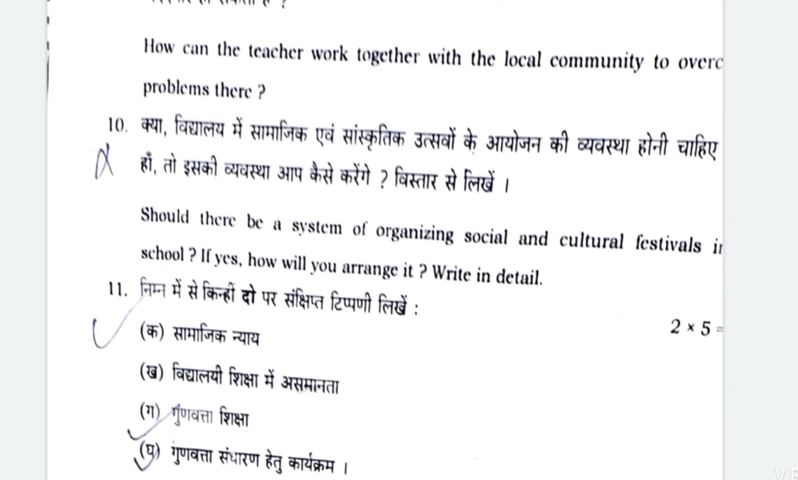 How can the teacher work together with the local community to overc
problems there ?
10. क्या, विद्यालय में सामाजिक एवं सांस्कृतिक उत्सवों के आयोजन की व्यवस्था होनी चाहिए
हाँ, तो इसकी व्यवस्था आप कैसे करेंगे ? विस्तार से लिखें ।
Should there be a system of organizing social and cultural festivals in
school ? If yes, how will you arrange it ? Write in detail.
11. निम्न में से किन्हीं दो पर संक्षिप्त टिप्पणी लिखें :
2 × 5 =
(क) सामाजिक न्याय
(ख) विद्यालयी शिक्षा में असमानता
(ग) गुणवत्ता शिक्षा
(घ) गुणवत्ता संधारण हेतु कार्यक्रम ।